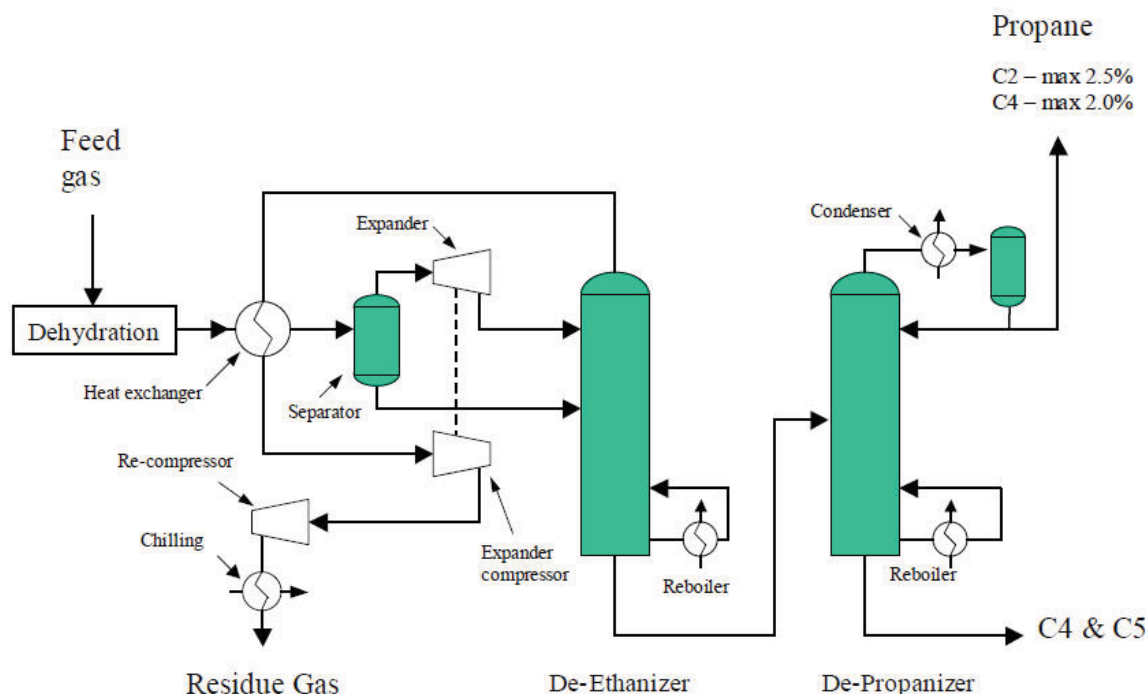 Propane
C2 – max 2.5%
C4 – max 2.0%
Feed
gas
Condenser
Expander
Dehydration
Heat exchanger
Separator
Re-compressor
Chilling
Expander
compressor
Reboiler
Reboiler
C4 & C5
Residue Gas
De-Ethanizer
De-Propanizer